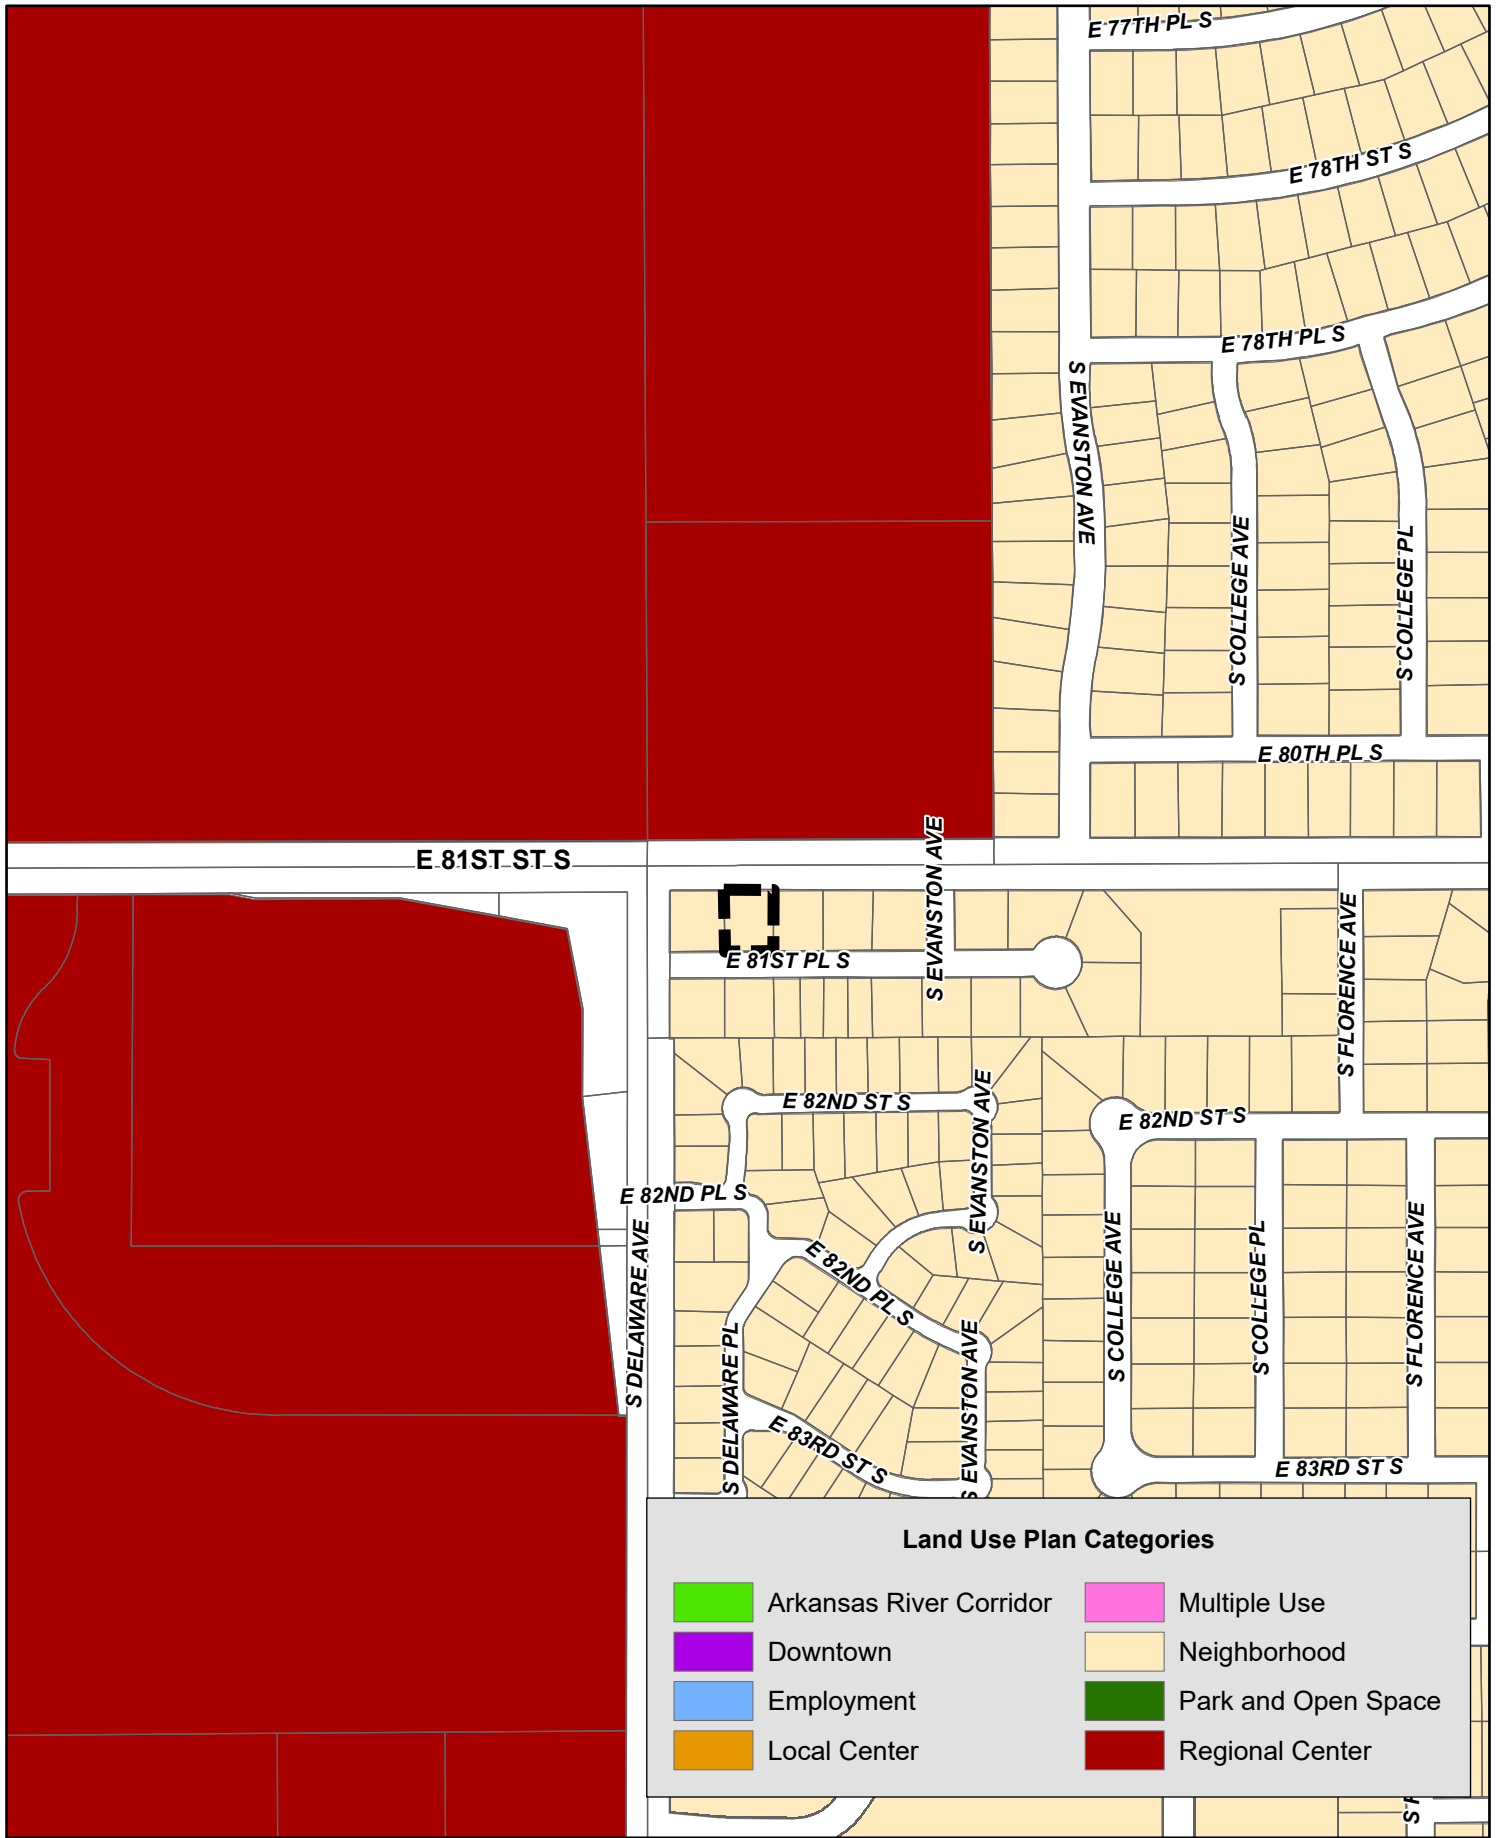 E 77TH PL S
E 78TH ST S
E 78TH PL S
S EVANSTON AVE
S COLLEGE AVE
S COLLEGE PL
E 80TH PL S
S EVANSTON AVE
E 81ST ST S
E 81ST PL S
S FLORENCE AVE
E 82ND ST S
S EVANSTON AVE
E 82ND ST S
E 82ND PL S
S DELAWARE AVE
E 82ND PL S
S COLLEGE AVE
S COLLEGE PL
S FLORENCE AVE
S DELAWARE PL
S EVANSTON AVE
E 83RD ST S
E 83RD ST S
Land Use Plan Categories
Arkansas River Corridor
Multiple Use
Downtown
Neighborhood
Employment
Park and Open Space
Local Center
Regional Center